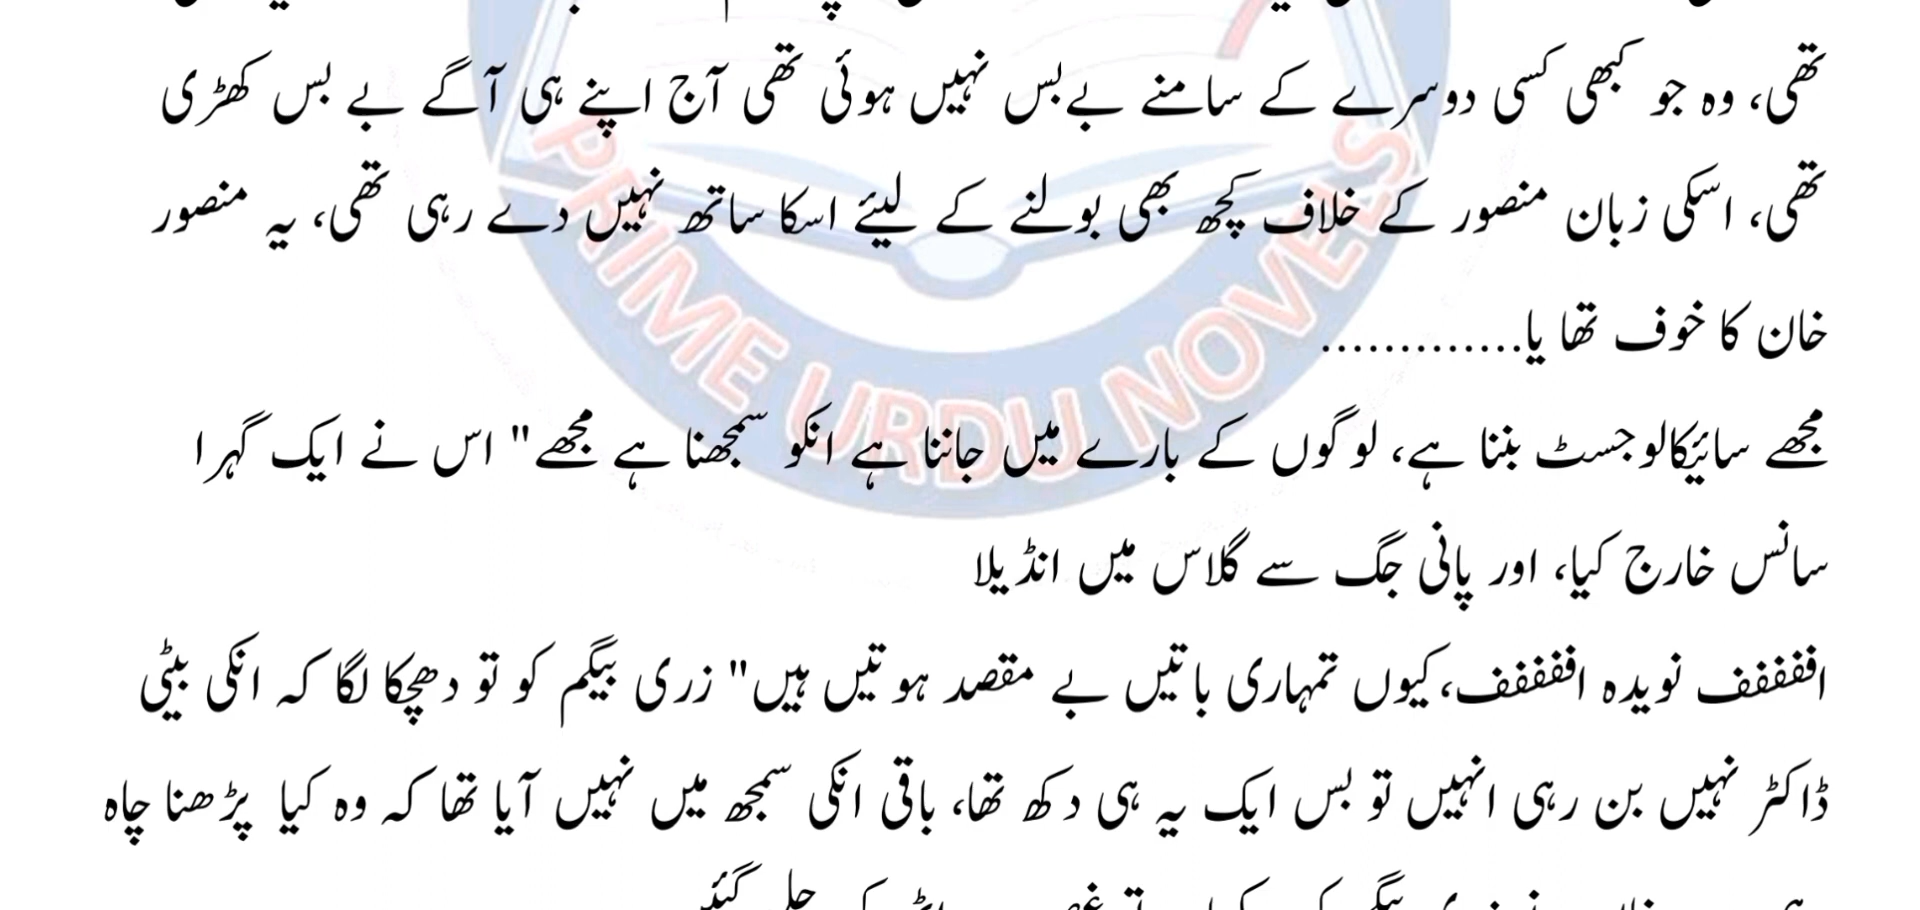 تھی، وہ جو کبھی کسی دوسرے کے سامنے بےبس نہیں ہوئی تھی آج اپنے ہی آگے بے بس کھڑی
تھی، اسکی زبان منصور کے خلاف کچھ بھی بولنے کے لیئے اسکا ساتھ نہیں دے رہی تھی، یہ منصور
خان کا خوف تھا یا.............
مجھے سائیکالوجسٹ بننا ہے، لوگوں کے بارے میں جاننا ہے انکو سمجھنا ہے مجھے" اس نے ایک گہرا
سانس خارج کیا، اور پانی جگ سے گلاس میں انڈیلا
اففففف نویدہ اففففف،کیوں تمہاری باتیں بے مقصد ہوتیں ہیں" زری بیگم کو تو دھچکا لگا کہ انکی بیٹی
ڈاکٹر نہیں بن رہی انہیں تو بس ایک یہ ہی دکھ تھا، باقی انکی سمجھ میں نہیں آیا تھا کہ وہ کیا پڑھنا چاہ
PRIME URDU NOVELS